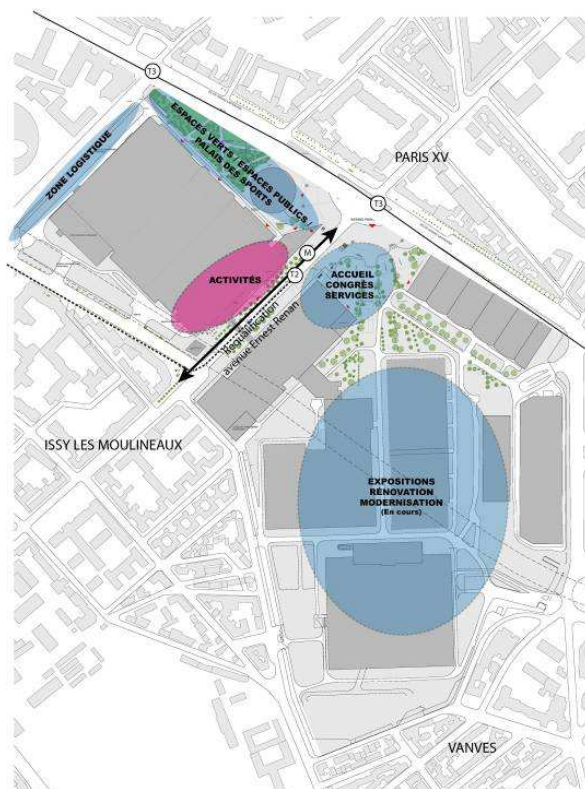 T3
ESPACES VERTS / ESPACES PUBLICS /
PALAIS DES SPORTS
ZONE LOGISTIQUE
PARIS XV
T3
M
T2
ACTIVITÉS
ACCUEIL
CONGRÈS
SERVICES
Requalification
avenue Ernest Renan
ISSY LES MOULINEAUX
EXPOSITIONS
RÉNOVATION
MODERNISATION
(En cours)
VANVES